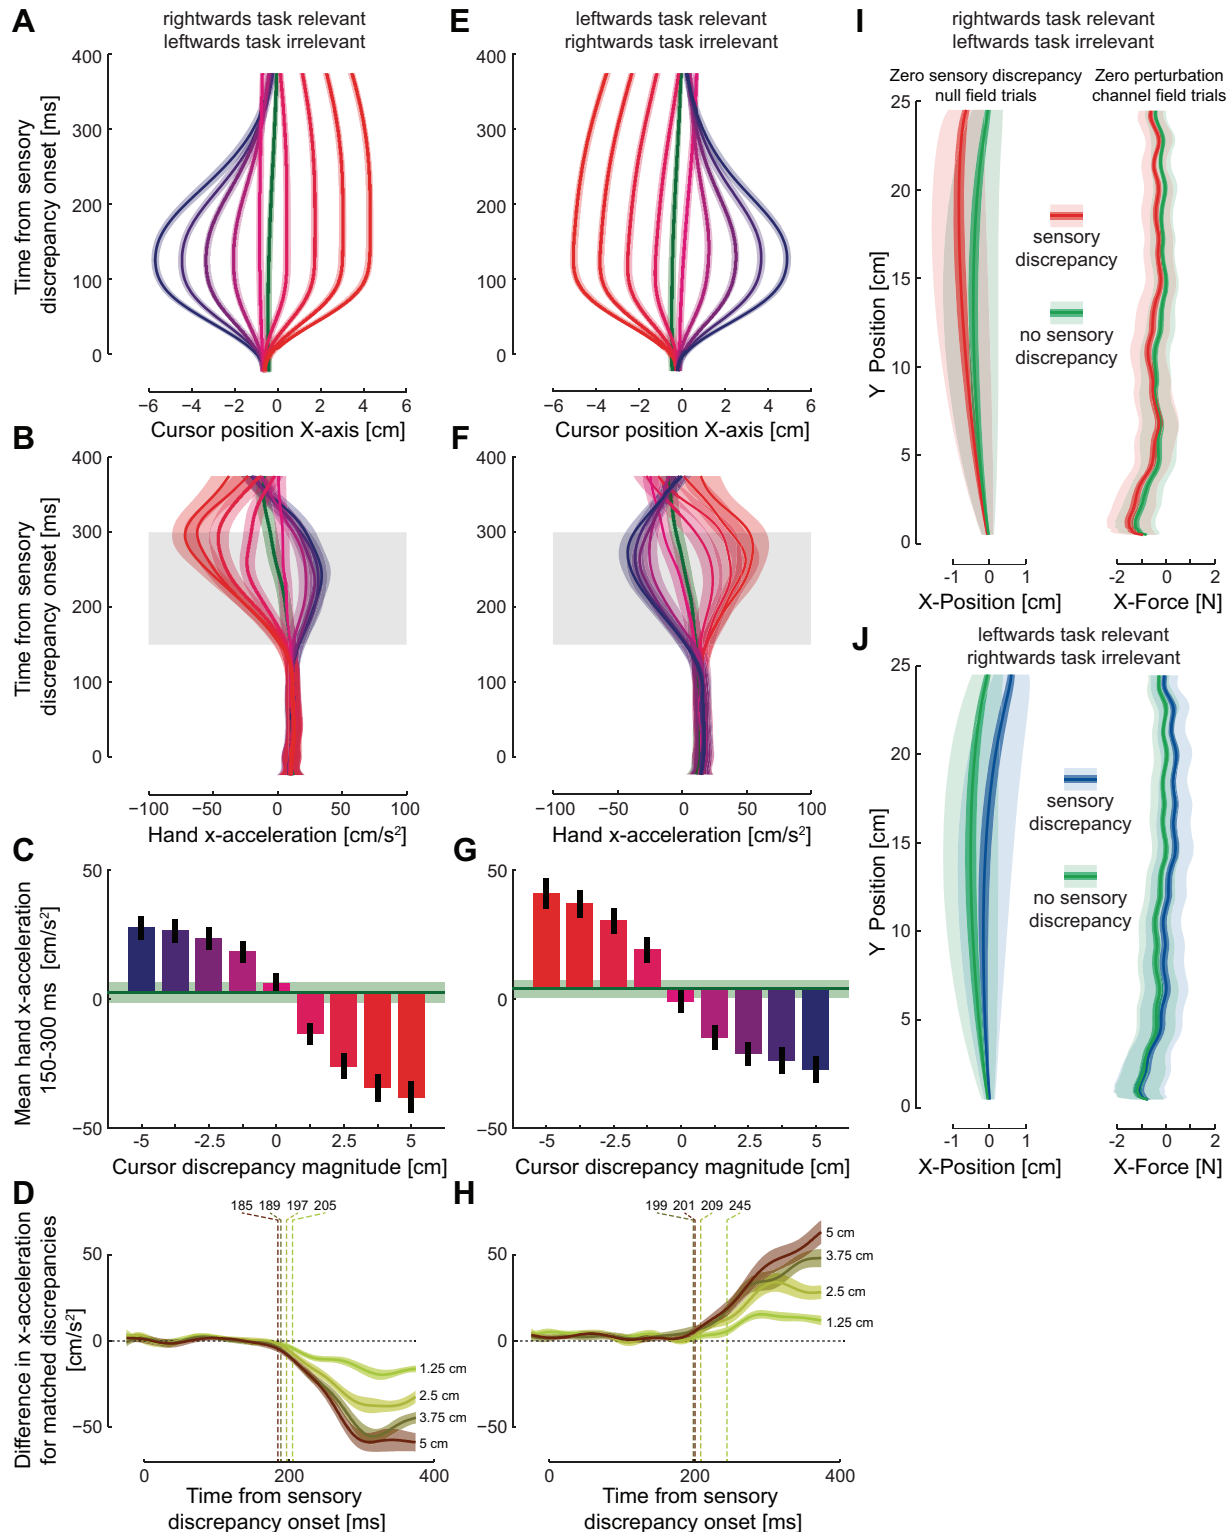 A
rightwards task relevant
leftwards task irrelevant
400
300
200
100
0
Time from sensory
discrepancy onset [ms]
−6 −4 −2 0 2 4 6
Cursor position X-axis [cm]
E
leftwards task relevant
rightwards task irrelevant
400
300
200
100
0
−6 −4 −2 0 2 4 6
Cursor position X-axis [cm]
B
400
300
200
100
0
Time from sensory
discrepancy onset [ms]
−100 −50 0 50 100
Hand x-acceleration [cm/s²]
F
400
300
200
100
0
−100 −50 0 50 100
Hand x-acceleration [cm/s²]
C
50
0
−50
Mean hand x-acceleration
150-300 ms [cm/s²]
-5 -2.5 0 2.5 5
Cursor discrepancy magnitude [cm]
G
50
0
−50
-5 -2.5 0 2.5 5
Cursor discrepancy magnitude [cm]
D
185 189 197 205
50
0
−50
Difference in x-acceleration
for matched discrepancies
[cm/s²]
1.25 cm
2.5 cm
3.75 cm
5 cm
0 200 400
Time from sensory
discrepancy onset [ms]
H
199 201 209 245
50
0
−50
5 cm
3.75 cm
2.5 cm
1.25 cm
0 200 400
Time from sensory
discrepancy onset [ms]
I
rightwards task relevant
leftwards task irrelevant
Zero sensory discrepancy
null field trials
Zero perturbation
channel field trials
25
20
15
10
5
0
Y Position [cm]
sensory
discrepancy
no sensory
discrepancy
-1 0 1
X-Position [cm]
−2 0 2
X-Force [N]
J
leftwards task relevant
rightwards task irrelevant
25
20
15
10
5
0
Y Position [cm]
sensory
discrepancy
no sensory
discrepancy
-1 0 1
X-Position [cm]
−2 0 2
X-Force [N]